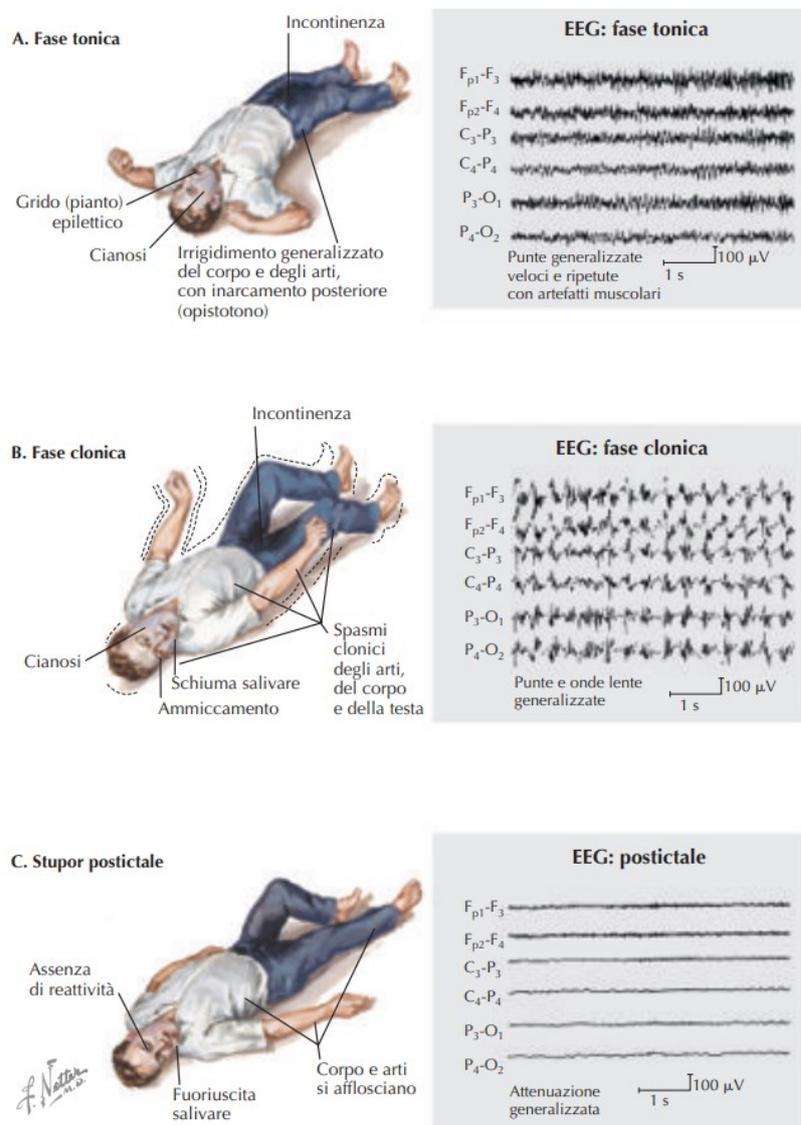 A. Fase tonica
Incontinenza
Grido (pianto)
epilettico
Cianosi
Irrigidimento generalizzato
del corpo e degli arti,
con inarcamento posteriore
(opistotono)
EEG: fase tonica
Fp1-F3
Fp2-F4
C3-P3
C4-P4
P3-O1
P4-O2
Punte generalizzate
veloci e ripetute
con artefatti muscolari
100 µV
1 s
B. Fase clonica
Incontinenza
Cianosi
Schiuma salivare
Ammiccamento
Spasmi
clonici
degli arti,
del corpo
e della testa
EEG: fase clonica
Fp1-F3
Fp2-F4
C3-P3
C4-P4
P3-O1
P4-O2
Punte e onde lente
generalizzate
100 µV
1 s
C. Stupor postictale
Assenza
di reattività
Fuoriuscita
salivare
Corpo e arti
si afflosciano
F. Netter
M.D.
EEG: postictale
Fp1-F3
Fp2-F4
C3-P3
C4-P4
P3-O1
P4-O2
Attenuazione
generalizzata
100 µV
1 s